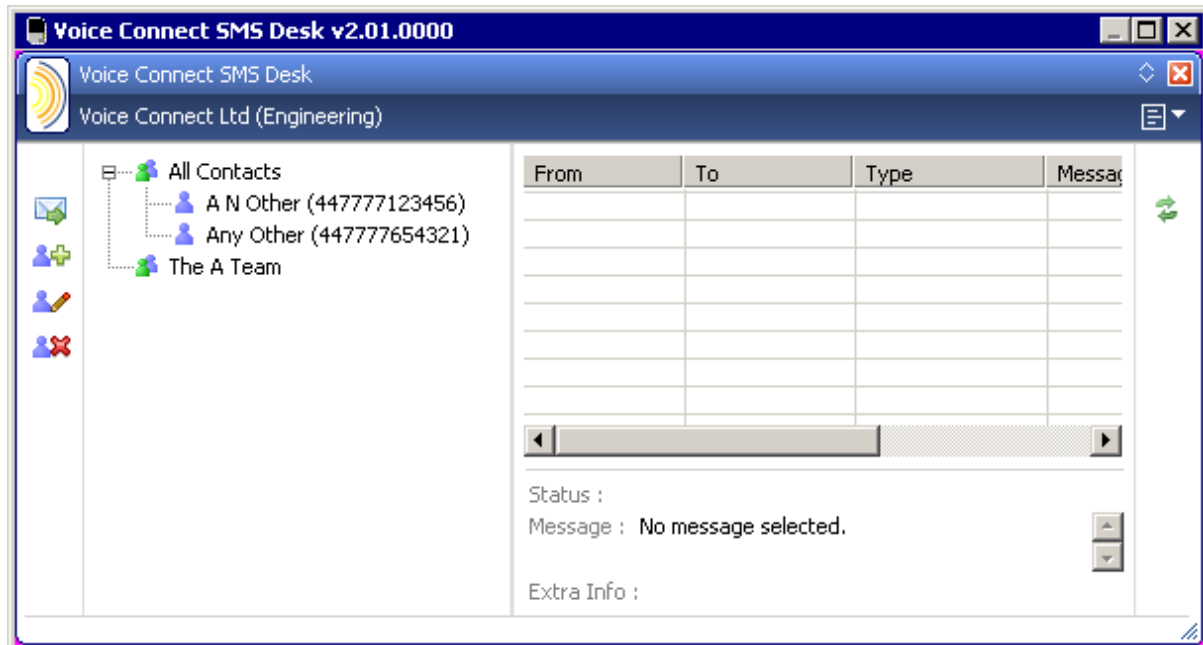 Voice Connect SMS Desk v2.01.0000
Voice Connect SMS Desk
Voice Connect Ltd (Engineering)
All Contacts
A N Other (447777123456)
Any Other (447777654321)
The A Team
From To Type Messag
Status :
Message : No message selected.
Extra Info :